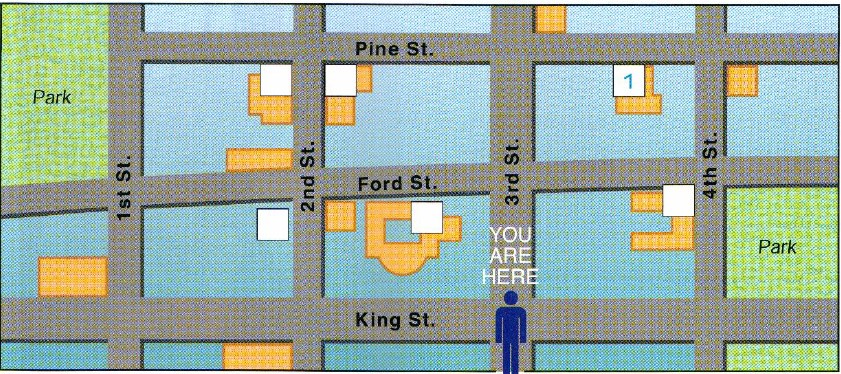 Pine St.
Park
1
1st St.
2nd St.
Ford St.
3rd St.
4th St.
YOU
ARE
HERE
Park
King St.